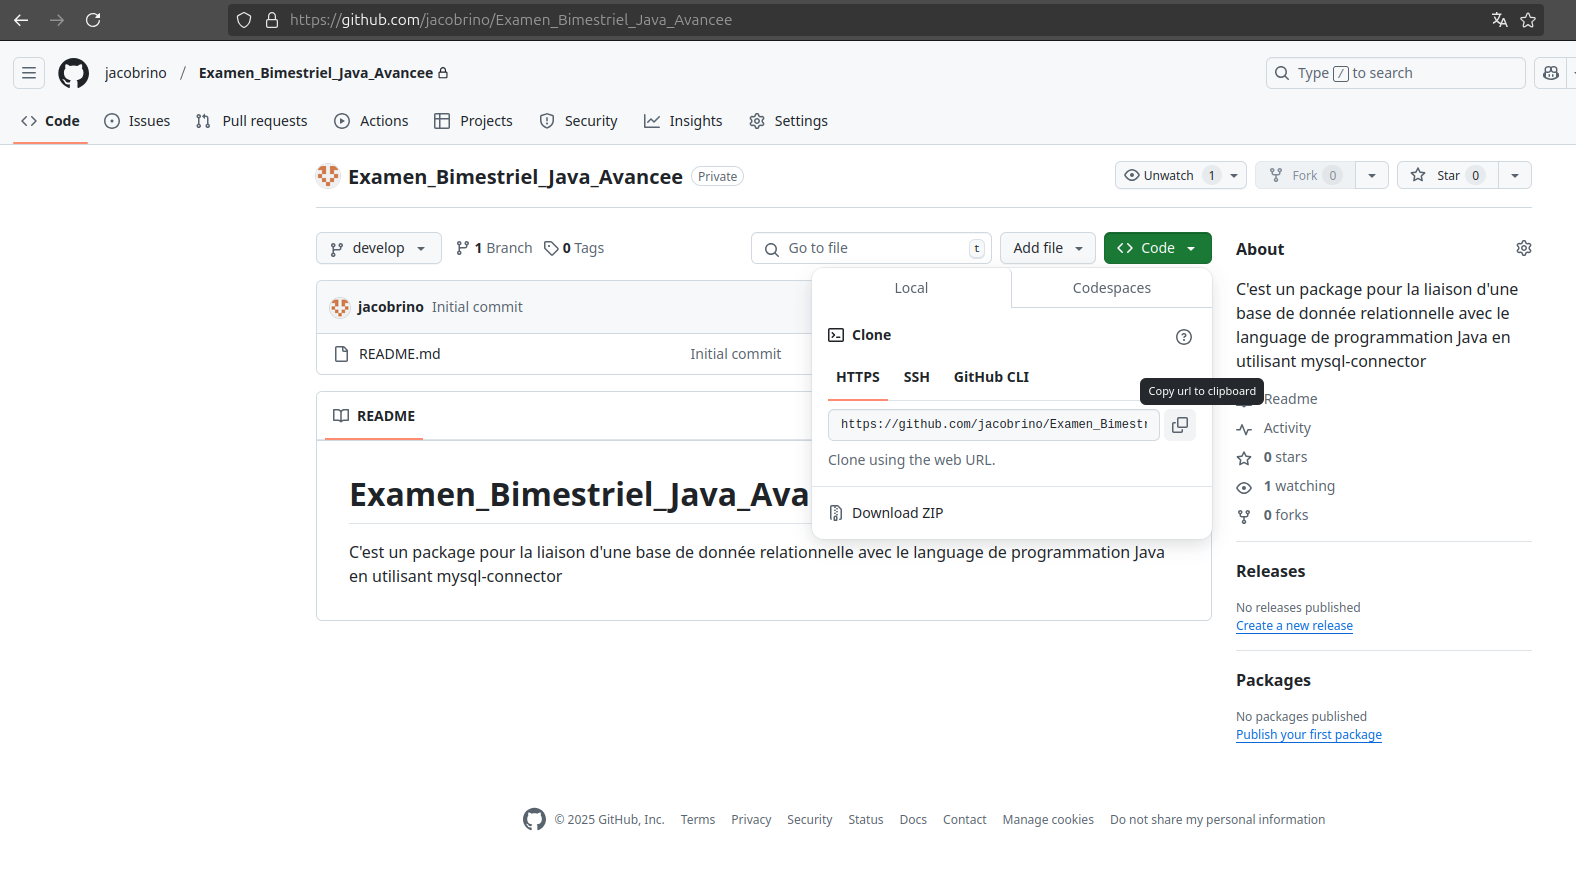 https://github.com/jacobrino/Examen_Bimestriel_Java_Avancee
jacobrino / Examen_Bimestriel_Java_Avancee
Type / to search
Code Issues Pull requests Actions Projects Security Insights Settings
Examen_Bimestriel_Java_Avancee Private
Unwatch 1 Fork 0 Star 0
develop 1 Branch 0 Tags Go to file t Add file Code
Local Codespaces
Clone
HTTPS SSH GitHub CLI
Copy url to clipboard
https://github.com/jacobrino/Examen_Bimestr
Clone using the web URL.
Download ZIP
jacobrino Initial commit
README.md Initial commit
README
Examen_Bimestriel_Java_Ava
C'est un package pour la liaison d'une base de donnée relationnelle avec le language de programmation Java
en utilisant mysql-connector
About
C'est un package pour la liaison d'une
base de donnée relationnelle avec le
language de programmation Java en
utilisant mysql-connector
Readme
Activity
0 stars
1 watching
0 forks
Releases
No releases published
Create a new release
Packages
No packages published
Publish your first package
© 2025 GitHub, Inc. Terms Privacy Security Status Docs Contact Manage cookies Do not share my personal information